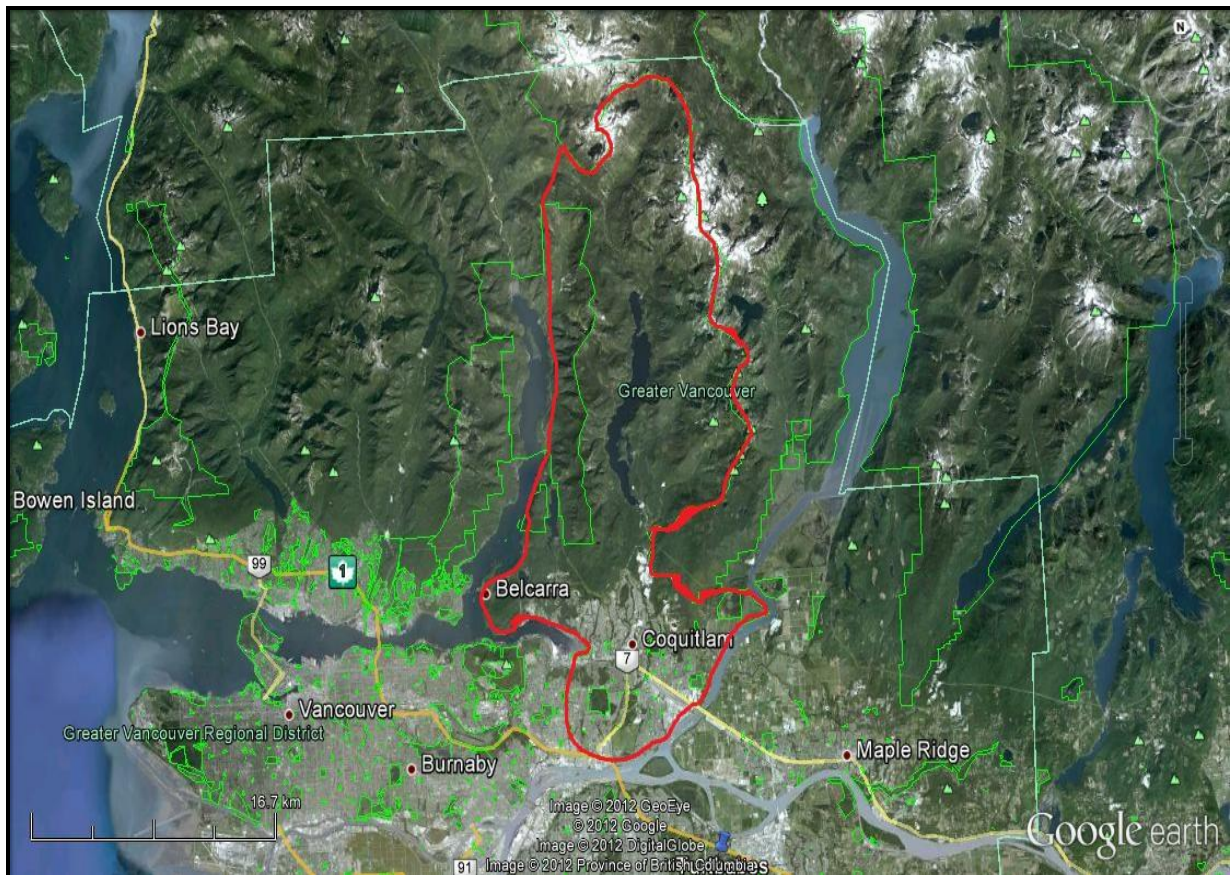 N
Lions Bay
Greater Vancouver
Bowen Island
99
1
Belcarra
Coquitlam
7
Vancouver
Greater Vancouver Regional District
Burnaby
Maple Ridge
16.7 km
Image © 2012 GeoEye
© 2012 Google
Image © 2012 DigitalGlobe
Image © 2012 Province of British Columbia
91
Google earth